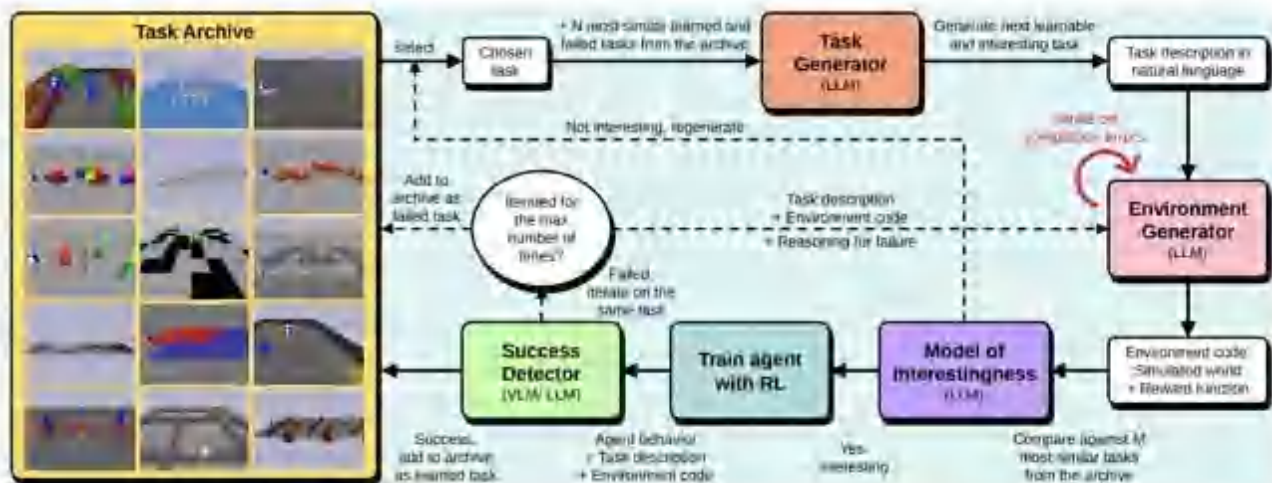 Task Archive
select
Chosen
task
+ N most similar learned and
failed tasks from the archive
Task
Generator
(LLM)
Generate next learnable
and interesting task
Task description in
natural language
Not interesting, regenerate
Iterate on
compilation errors
Add to
archive as
failed task
Iterated for
the max
number of
times?
Task description
+ Environment code
+ Reasoning for failure
Environment
Generator
(LLM)
Failed,
iterate on the
same task
Success
Detector
(VLM/ LLM)
Train agent
with RL
Model of
Interestingness
(LLM)
Environment code:
Simulated world
+ Reward function
Success,
add to archive
as learned task
Agent behavior
+ Task description
+ Environment code
Yes,
interesting
Compare against M
most similar tasks
from the archive